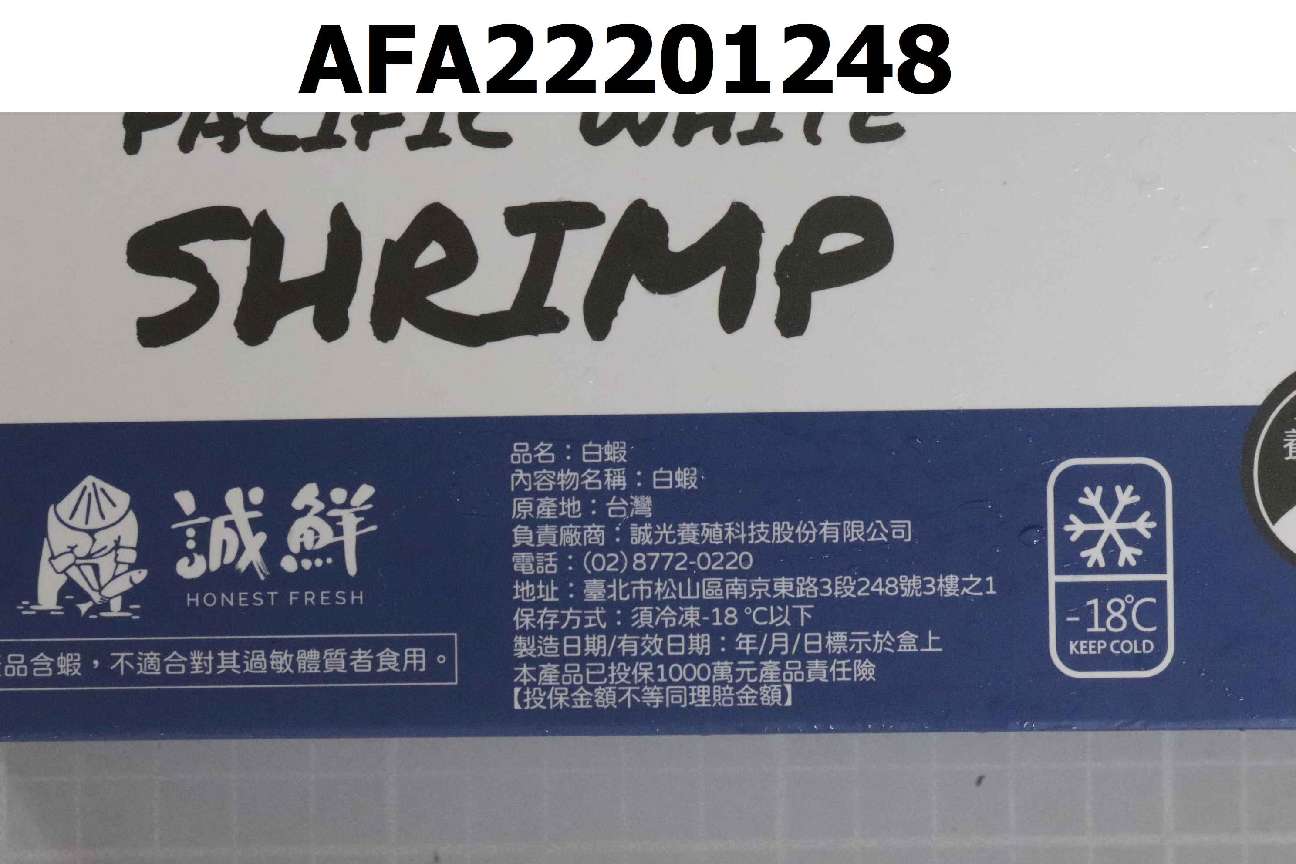 AFA22201248
PACIFIC WHITE
SHRIMP
誠鮮
HONEST FRESH
品含蝦，不適合對其過敏體質者食用。
品名：白蝦
內容物名稱：白蝦
原產地：台灣
負責廠商：誠光養殖科技股份有限公司
電話：(02)8772-0220
地址：臺北市松山區南京東路3段248號3樓之1
保存方式：須冷凍-18 ℃以下
製造日期/有效日期：年/月/日標示於盒上
本產品已投保1000萬元產品責任險
【投保金額不等同理賠金額】
-18℃
KEEP COLD